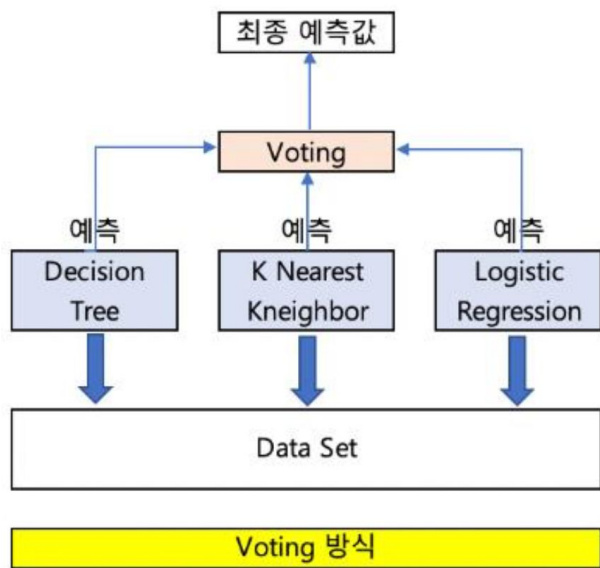 최종 예측값
Voting
예측 예측 예측
Decision
Tree
K Nearest
Kneighbor
Logistic
Regression
Data Set
Voting 방식